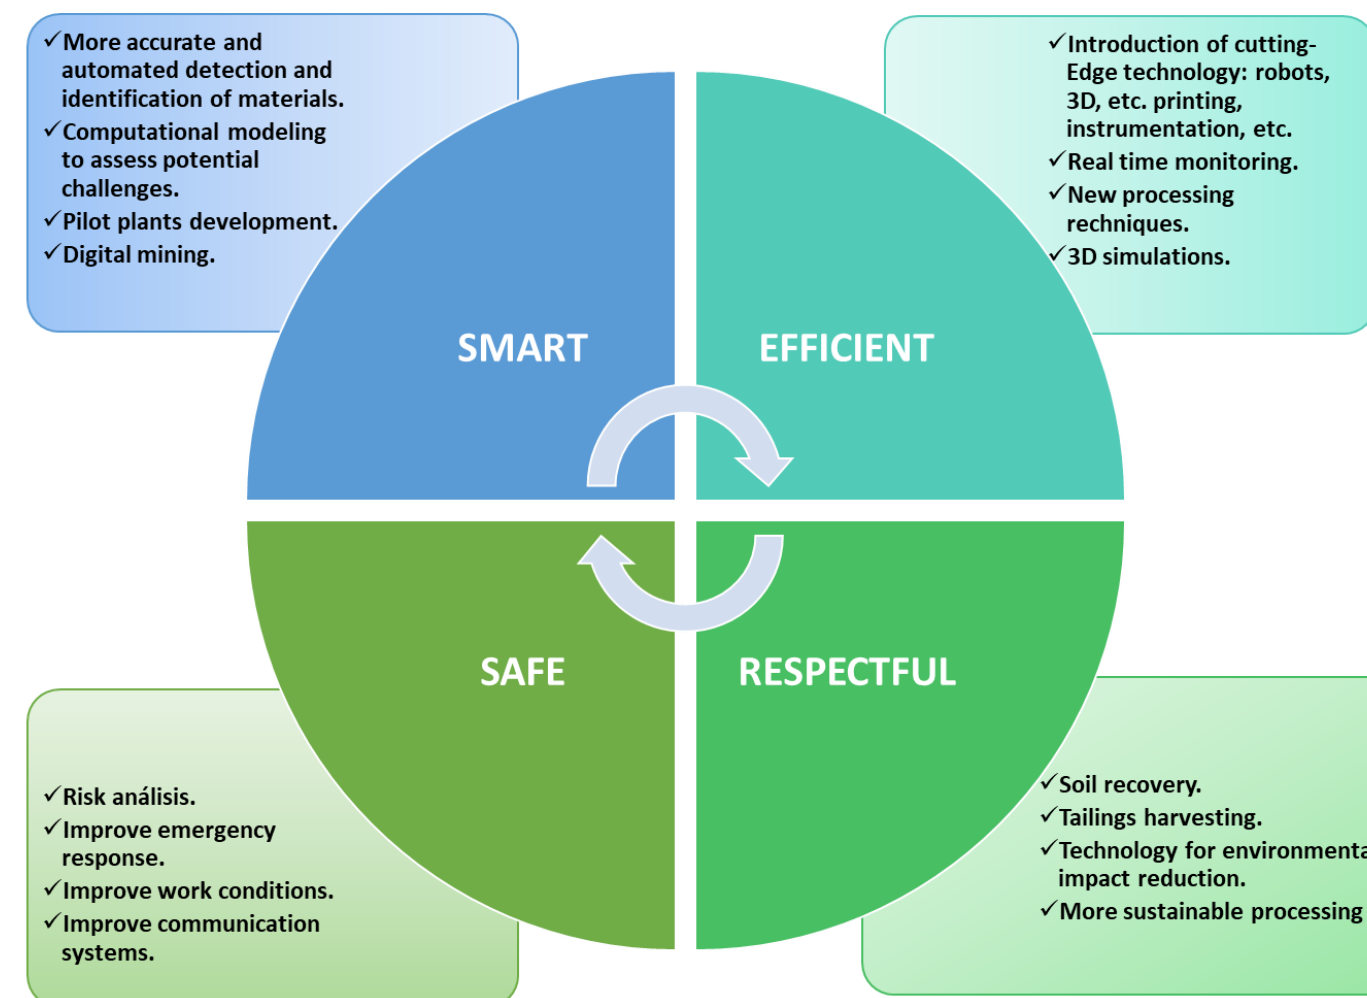 ✓More accurate and
automated detection and
identification of materials.
✓Computational modeling
to assess potential
challenges.
✓Pilot plants development.
✓Digital mining.
✓Introduction of cutting-
Edge technology: robots,
3D, etc. printing,
instrumentation, etc.
✓Real time monitoring.
✓New processing
rechniques.
✓3D simulations.
SMART
EFFICIENT
SAFE
RESPECTFUL
✓Risk análisis.
✓Improve emergency
response.
✓Improve work conditions.
✓Improve communication
systems.
✓Soil recovery.
✓Tailings harvesting.
✓Technology for environmenta
impact reduction.
✓More sustainable processing